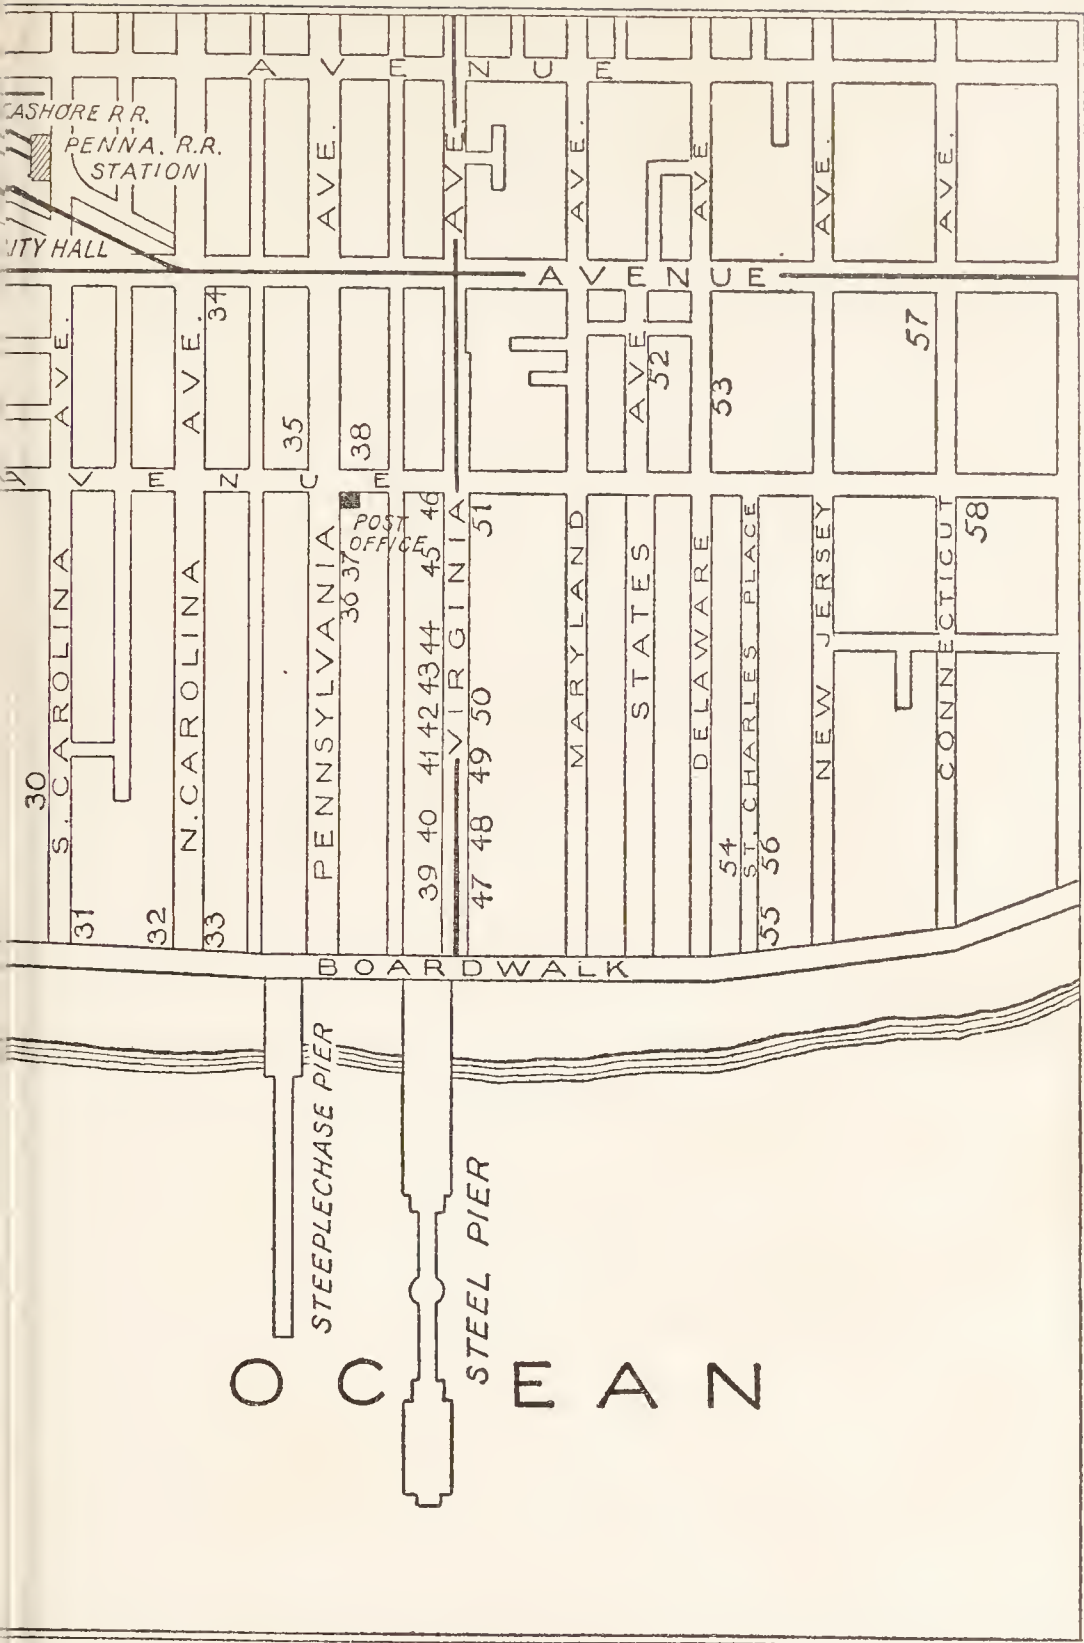 AVENUE
CASHORE R.R.
PENNA. R.R.
STATION
ITY HALL
AVE.
AVE.
AVE.
AVE
AVE.
AVE.
AVENUE
34
57
AVE.
AVE.
AVE.
52
53
35
38
VENUE
POST
OFFICE
46
51
58
45
36 37
44
43
42
41
40
39
50
49
48
47
S. CAROLINA
N. CAROLINA
PENNSYLVANIA
VIRGINIA
MARYLAND
STATES
DELAWARE
ST. CHARLES PLACE
NEW JERSEY
CONNECTICUT
30
31
32
33
54
56
55
BOARDWALK
STEEPLECHASE PIER
STEEL PIER
OCEAN